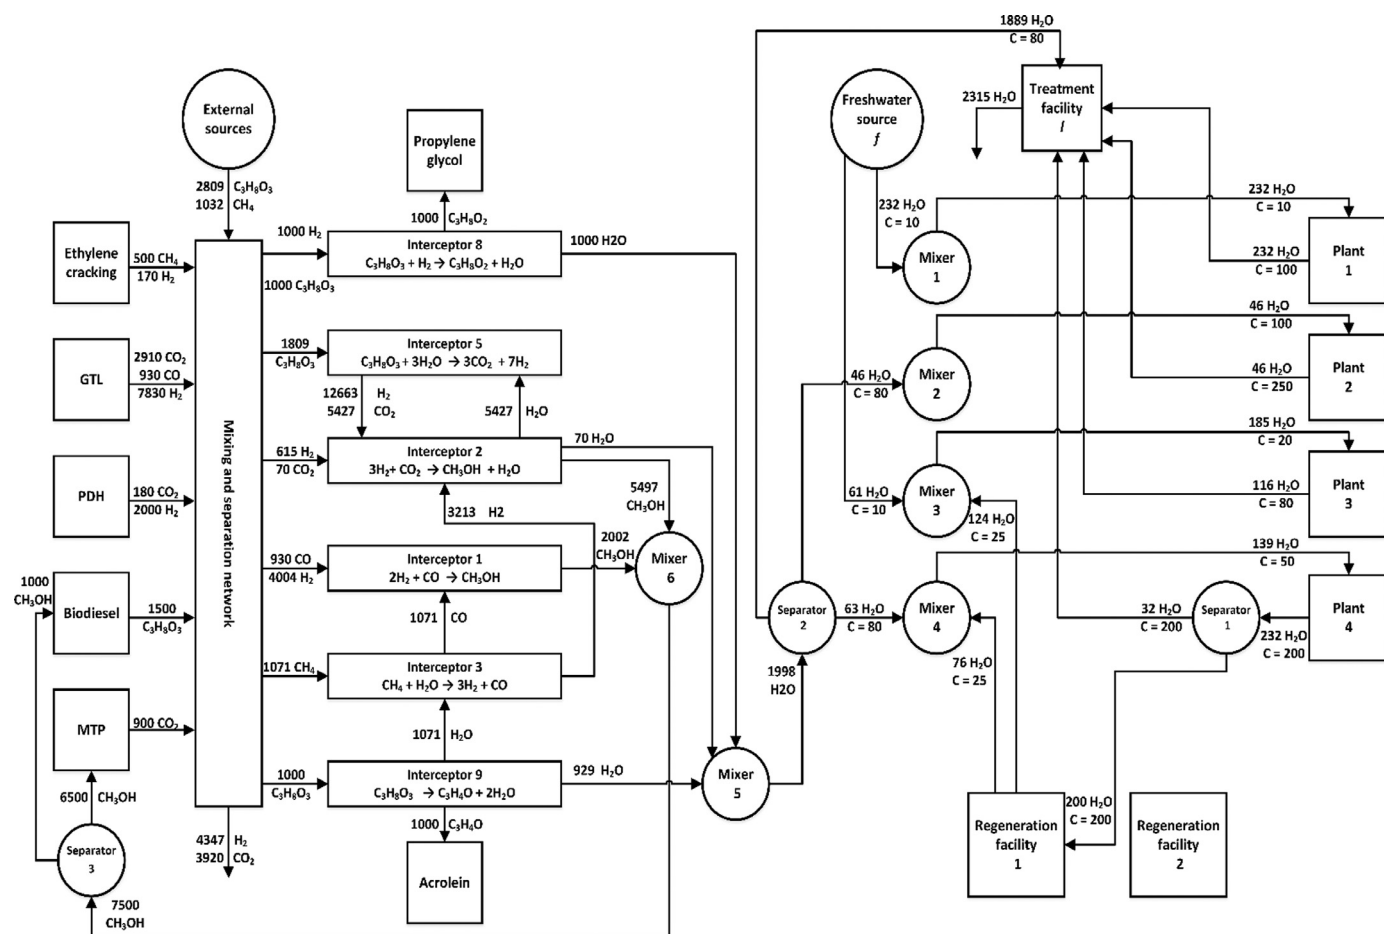 External
sources
2809 C₃H₈O₃
1032 CH₄
Ethylene
cracking
500 CH₄
170 H₂
GTL
2910 CO₂
930 CO
7830 H₂
PDH
180 CO₂
2000 H₂
1000
CH₃OH
Biodiesel
1500
C₃H₈O₃
MTP
900 CO₂
6500 CH₃OH
Separator
3
7500
CH₃OH
Mixing and separation network
4347 H₂
3920 CO₂
Propylene
glycol
1000 C₃H₈O₂
1000 H₂
1000 C₃H₈O₃
Interceptor 8
C₃H₈O₃ + H₂ → C₃H₈O₂ + H₂O
1000 H2O
1809
C₃H₈O₃
Interceptor 5
C₃H₈O₃ + 3H₂O → 3CO₂ + 7H₂
12663 H₂
5427 CO₂
5427 H₂O
615 H₂
70 CO₂
Interceptor 2
3H₂+ CO₂ → CH₃OH + H₂O
70 H₂O
5497
CH₃OH
3213 H2
930 CO
4004 H₂
Interceptor 1
2H₂ + CO → CH₃OH
2002
CH₃OH
Mixer
6
1071 CO
1071 CH₄
Interceptor 3
CH₄ + H₂O → 3H₂ + CO
1071 H₂O
1000
C₃H₈O₃
Interceptor 9
C₃H₈O₃ → C₃H₄O + 2H₂O
929 H₂O
Mixer
5
1000 C₃H₄O
Acrolein
1998
H2O
Separator
2
1889 H₂O
C = 80
Freshwater
source
f
2315 H₂O
Treatment
facility
l
232 H₂O
C = 10
Mixer
1
232 H₂O
C = 10
232 H₂O
C = 100
Plant
1
46 H₂O
C = 80
Mixer
2
46 H₂O
C = 100
46 H₂O
C = 250
Plant
2
61 H₂O
C = 10
Mixer
3
124 H₂O
C = 25
185 H₂O
C = 20
116 H₂O
C = 80
Plant
3
63 H₂O
C = 80
Mixer
4
76 H₂O
C = 25
139 H₂O
C = 50
32 H₂O
C = 200
Separator
1
232 H₂O
C = 200
Plant
4
200 H₂O
C = 200
Regeneration
facility
1
Regeneration
facility
2